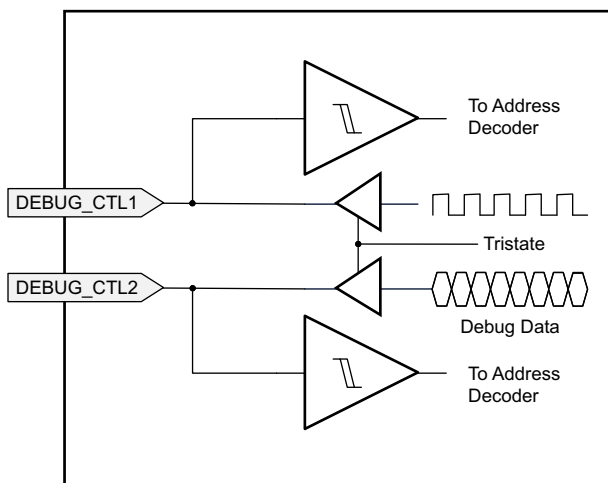 To Address
Decoder
DEBUG_CTL1
Tristate
DEBUG_CTL2
Debug Data
To Address
Decoder